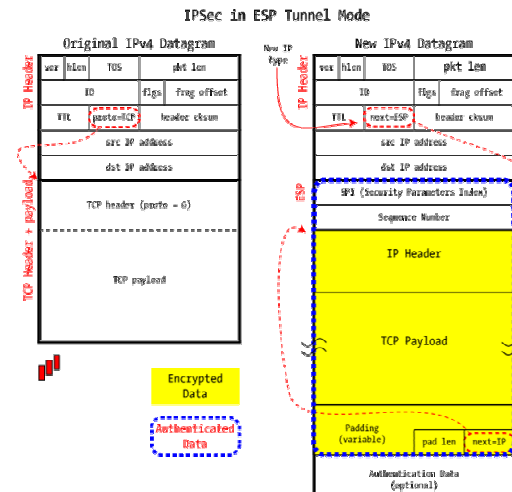 IPSec in ESP Tunnel Mode
Original IPv4 Datagram
IP Header
ver hlen TOS pkt len
ID flgs frag offset
TTL proto=TCP header cksum
src IP address
dst IP address
TCP Header + payload
TCP header (proto = 6)
TCP payload
Encrypted
Data
Authenticated
Data
New IP
type
New IPv4 Datagram
IP Header
ver hlen TOS pkt len
ID flgs frag offset
TTL next=ESP header cksum
src IP address
dst IP address
ESP
SPI (Security Parameters Index)
Sequence Number
IP Header
TCP Payload
Padding
(variable)
pad len next=IP
Authentication Data
(optional)